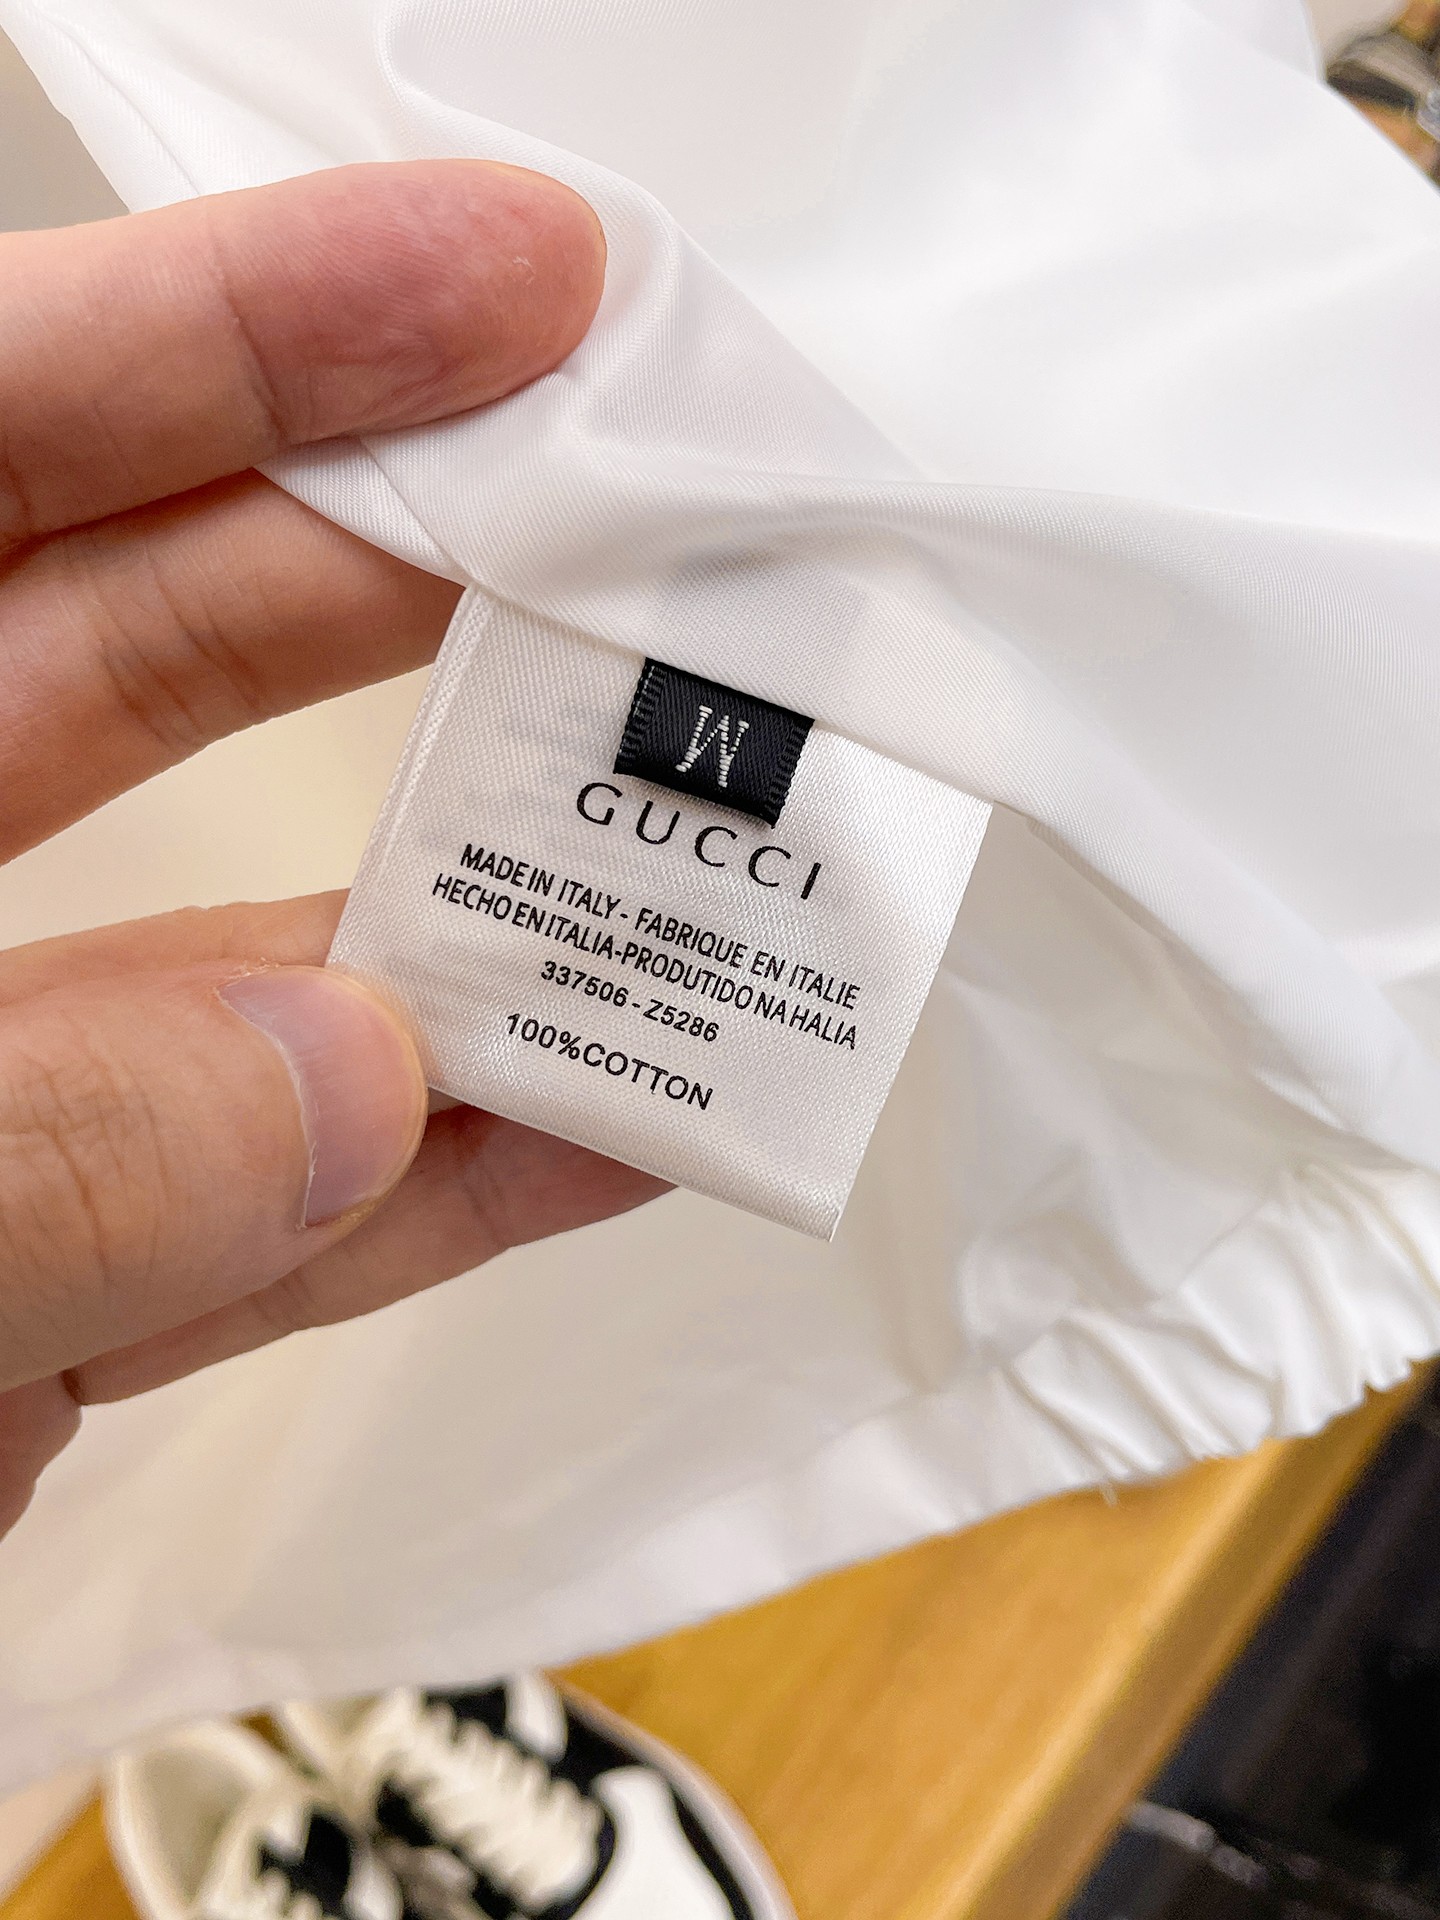 M
GUCCI
MADE IN ITALY - FABRIQUE EN ITALIE
HECHO EN ITALIA-PRODUTIDO NA HALIA
337506 - Z5286
100%COTTON